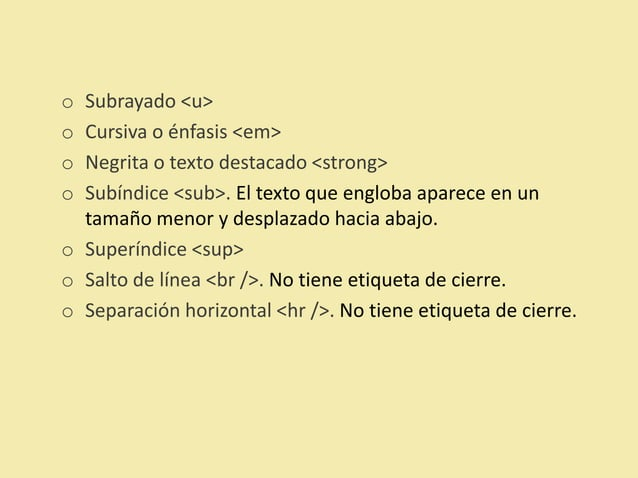 o Subrayado <u>
o Cursiva o énfasis <em>
o Negrita o texto destacado <strong>
o Subíndice <sub>. El texto que engloba aparece en un
tamaño menor y desplazado hacia abajo.
o Superíndice <sup>
o Salto de línea <br />. No tiene etiqueta de cierre.
o Separación horizontal <hr />. No tiene etiqueta de cierre.